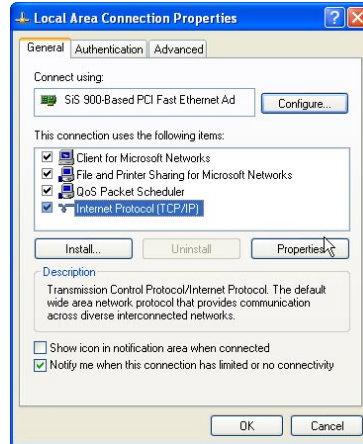 Local Area Connection Properties
General Authentication Advanced
Connect using:
SiS 900-Based PCI Fast Ethernet Ad Configure...
This connection uses the following items:
Client for Microsoft Networks
File and Printer Sharing for Microsoft Networks
QoS Packet Scheduler
Internet Protocol (TCP/IP)
Install... Uninstall Properties
Description
Transmission Control Protocol/Internet Protocol. The default
wide area network protocol that provides communication
across diverse interconnected networks.
Show icon in notification area when connected
Notify me when this connection has limited or no connectivity
OK Cancel